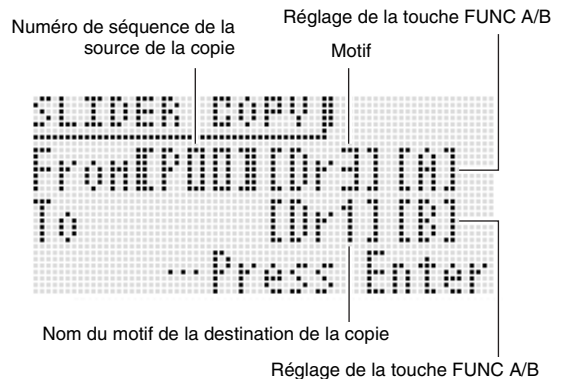 Numéro de séquence de la
source de la copie
Réglage de la touche FUNC A/B
Motif
SLIDER COPY
From[P00][Dr3][A]
To [Dr1][B]
…Press Enter
Nom du motif de la destination de la copie
Réglage de la touche FUNC A/B